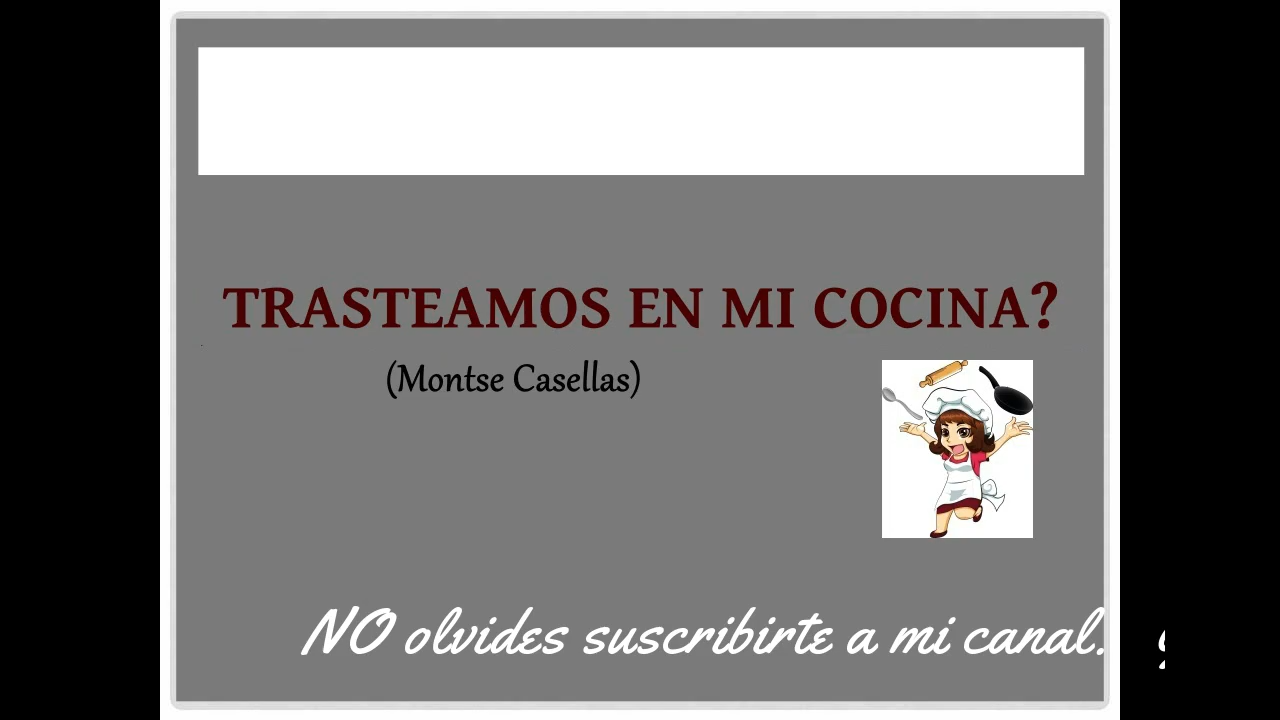 TRASTEAMOS EN MI COCINA?
(Montse Casellas)
NO olvides suscribirte a mi canal.